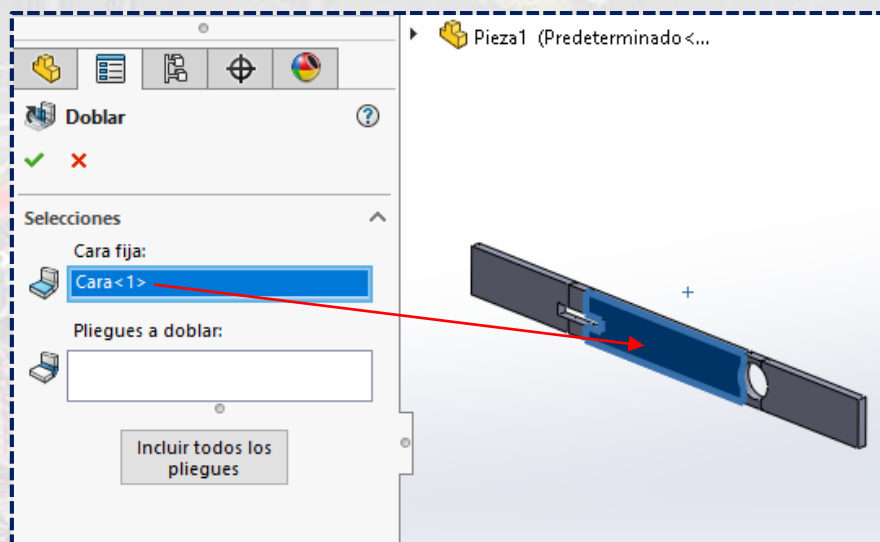 Pieza1 (Predeterminado<...
Doblar
Selecciones
Cara fija:
Cara<1>
Pliegues a doblar:
Incluir todos los
pliegues